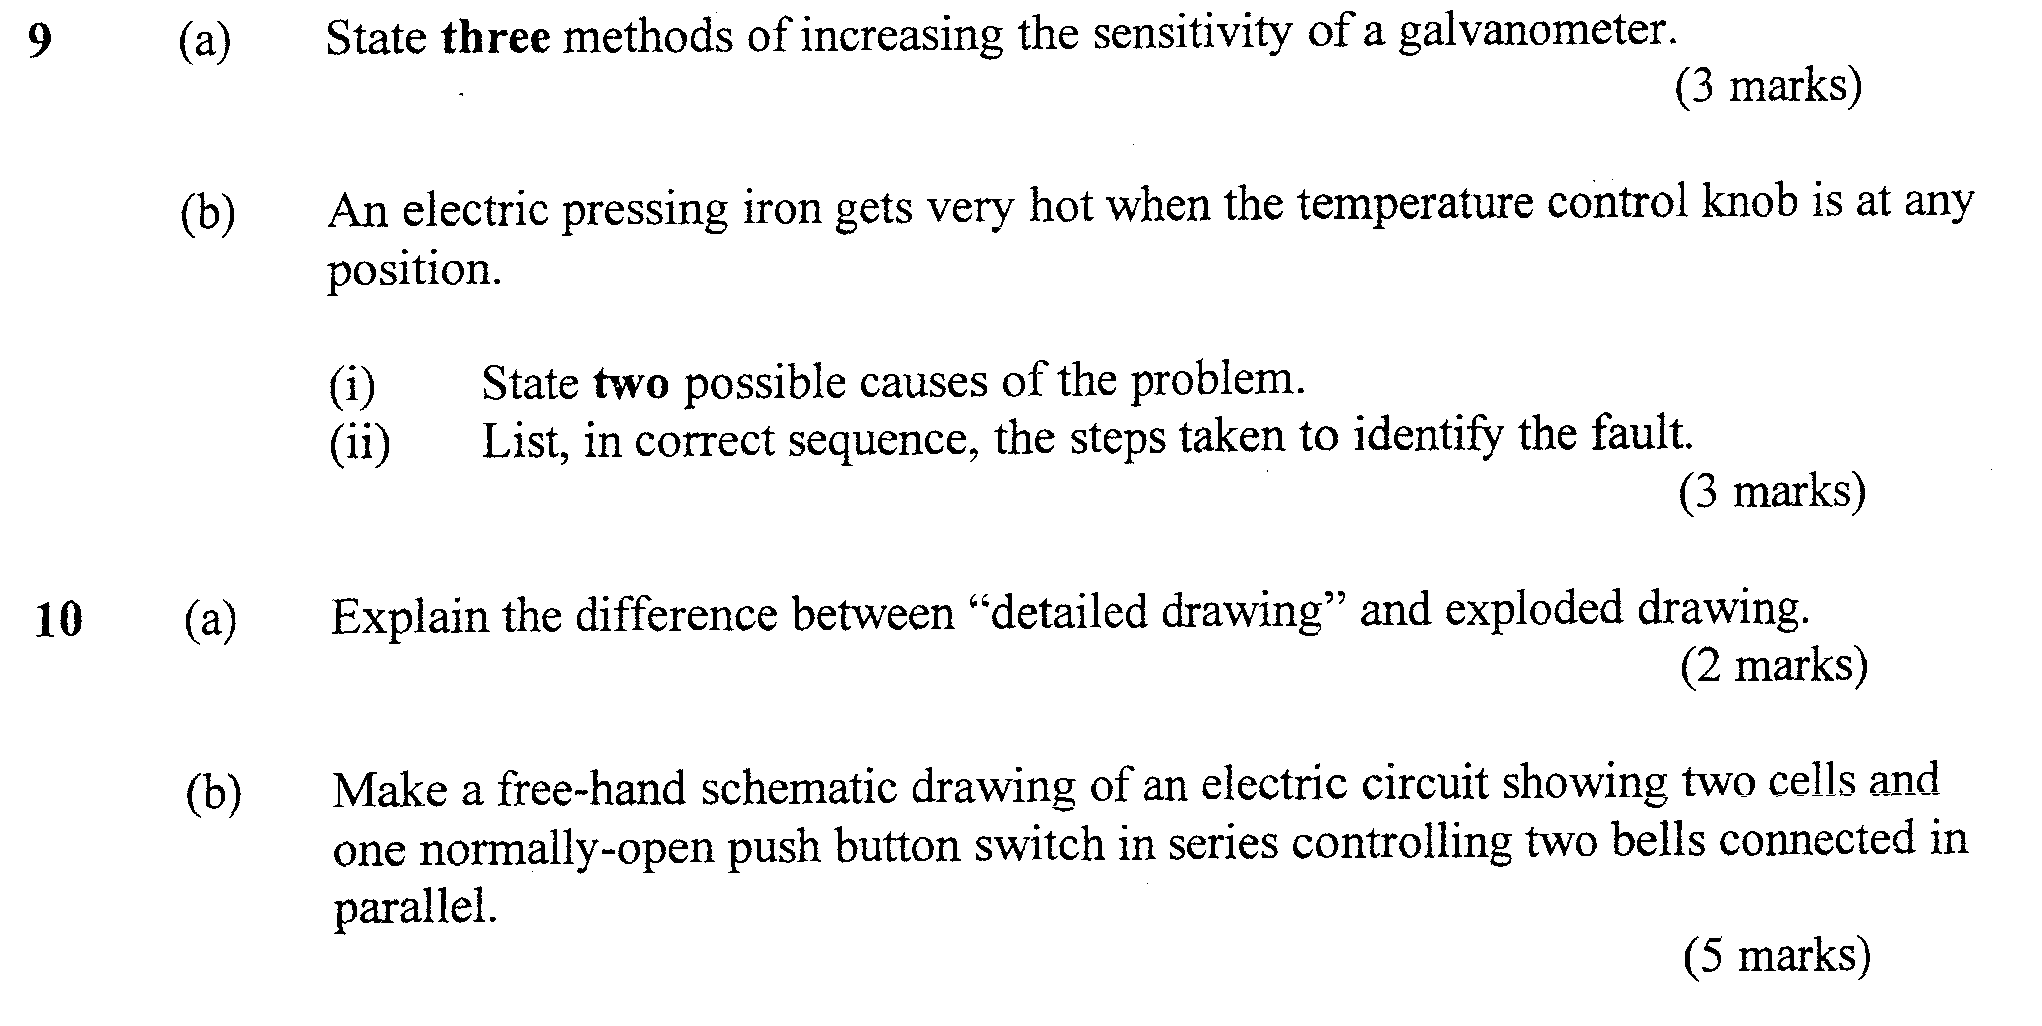 9 (a) State three methods of increasing the sensitivity of a galvanometer.
(3 marks)
(b) An electric pressing iron gets very hot when the temperature control knob is at any
position.
(i) State two possible causes of the problem.
(ii) List, in correct sequence, the steps taken to identify the fault.
(3 marks)
10 (a) Explain the difference between “detailed drawing” and exploded drawing.
(2 marks)
(b) Make a free-hand schematic drawing of an electric circuit showing two cells and
one normally-open push button switch in series controlling two bells connected in
parallel.
(5 marks)